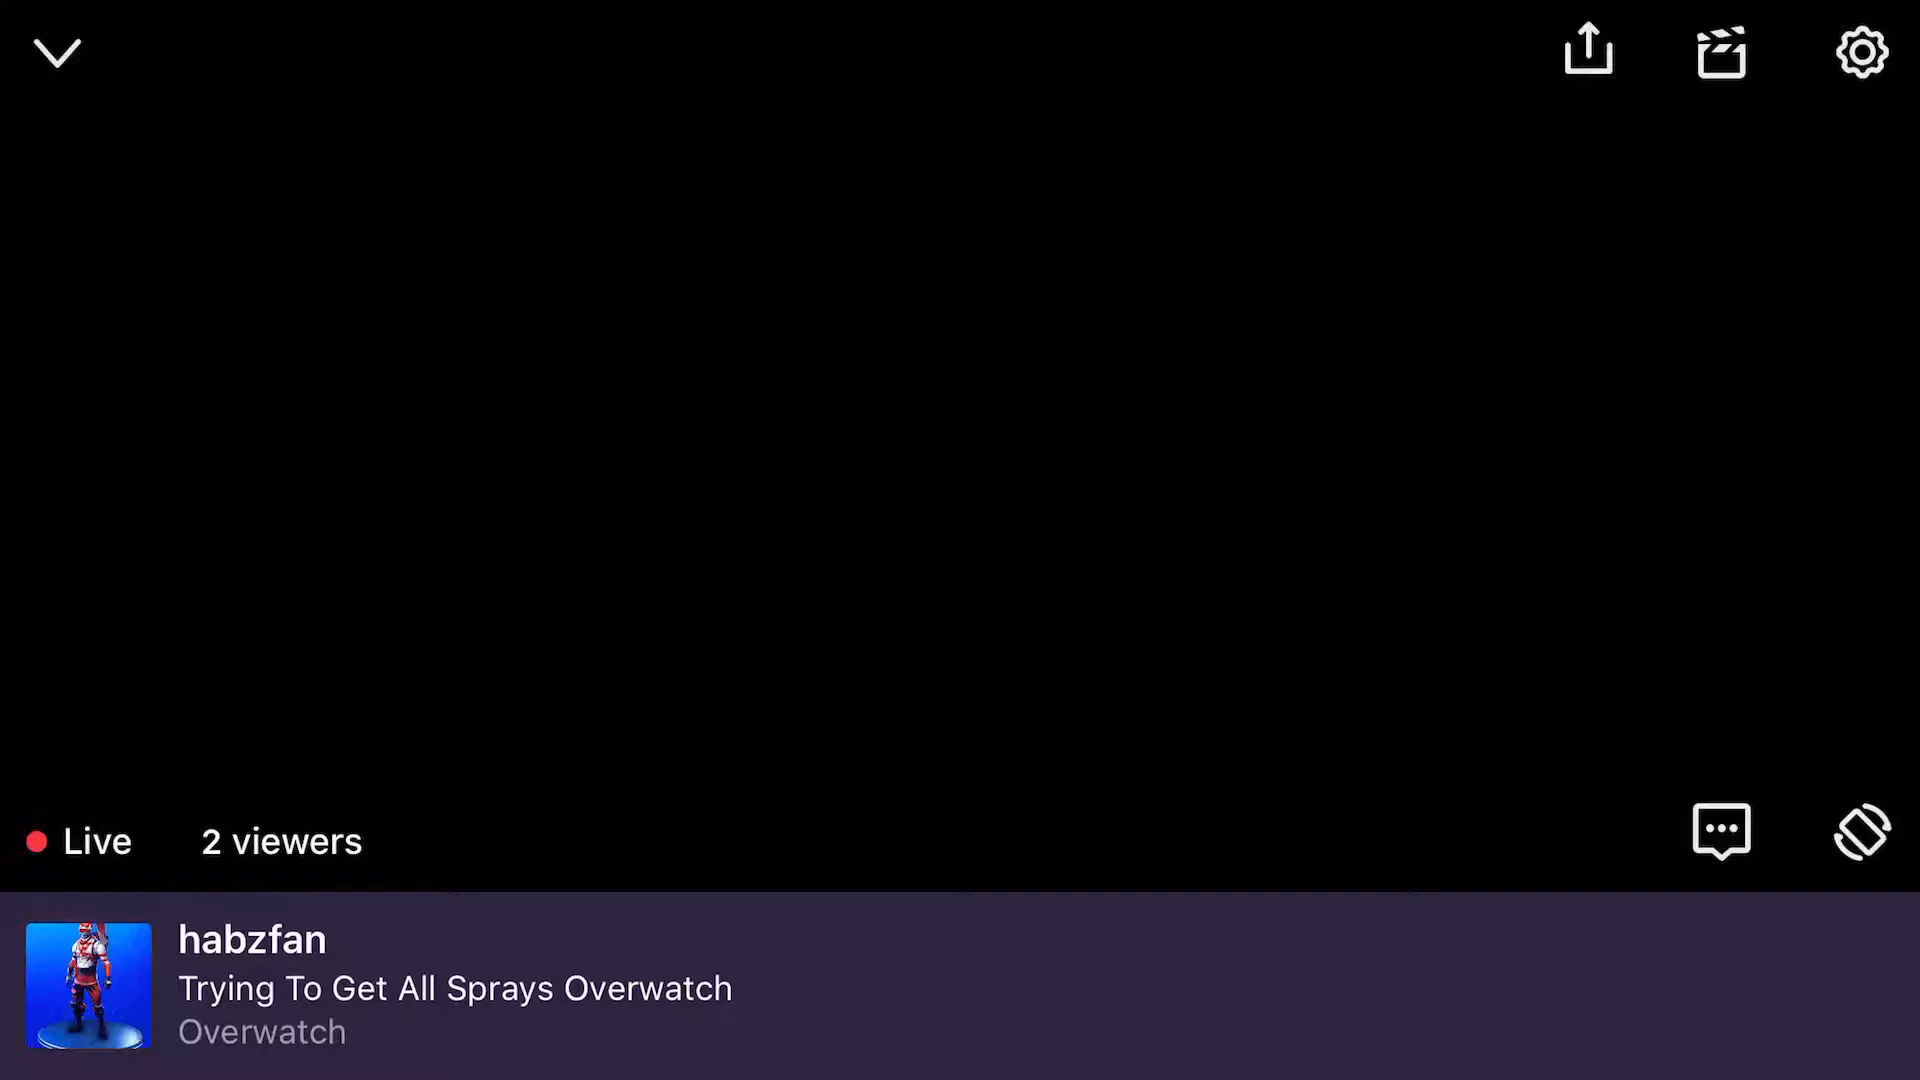 Live
2 viewers
habzfan
Trying To Get All Sprays Overwatch
Overwatch